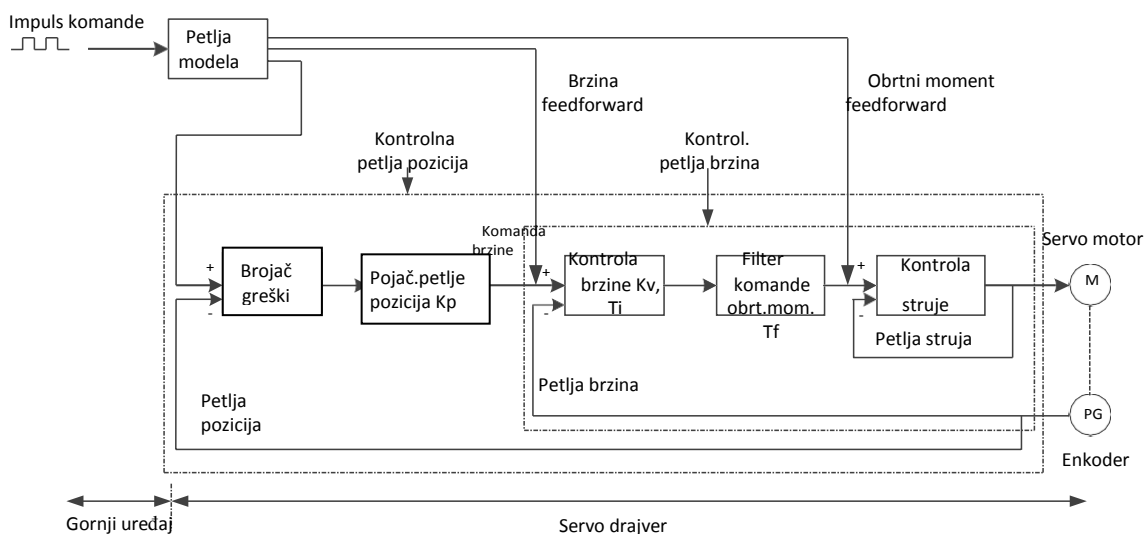 Impuls komande
Petlja
modela
Brzina
feedforward
Obrtni moment
feedforward
Kontrolna
petlja pozicija
Kontrol.
petlja brzina
Komanda
brzine
Servo motor
+
-
Brojač
greški
Pojač.petlje
pozicija Kp
+
-
Kontrola
brzine Kv,
Ti
Filter
komande
obrt.mom.
Tf
+
-
Kontrola
struje
M
Petlja struja
Petlja brzina
Petlja
pozicija
PG
Enkoder
Gornji uređaj
Servo drajver